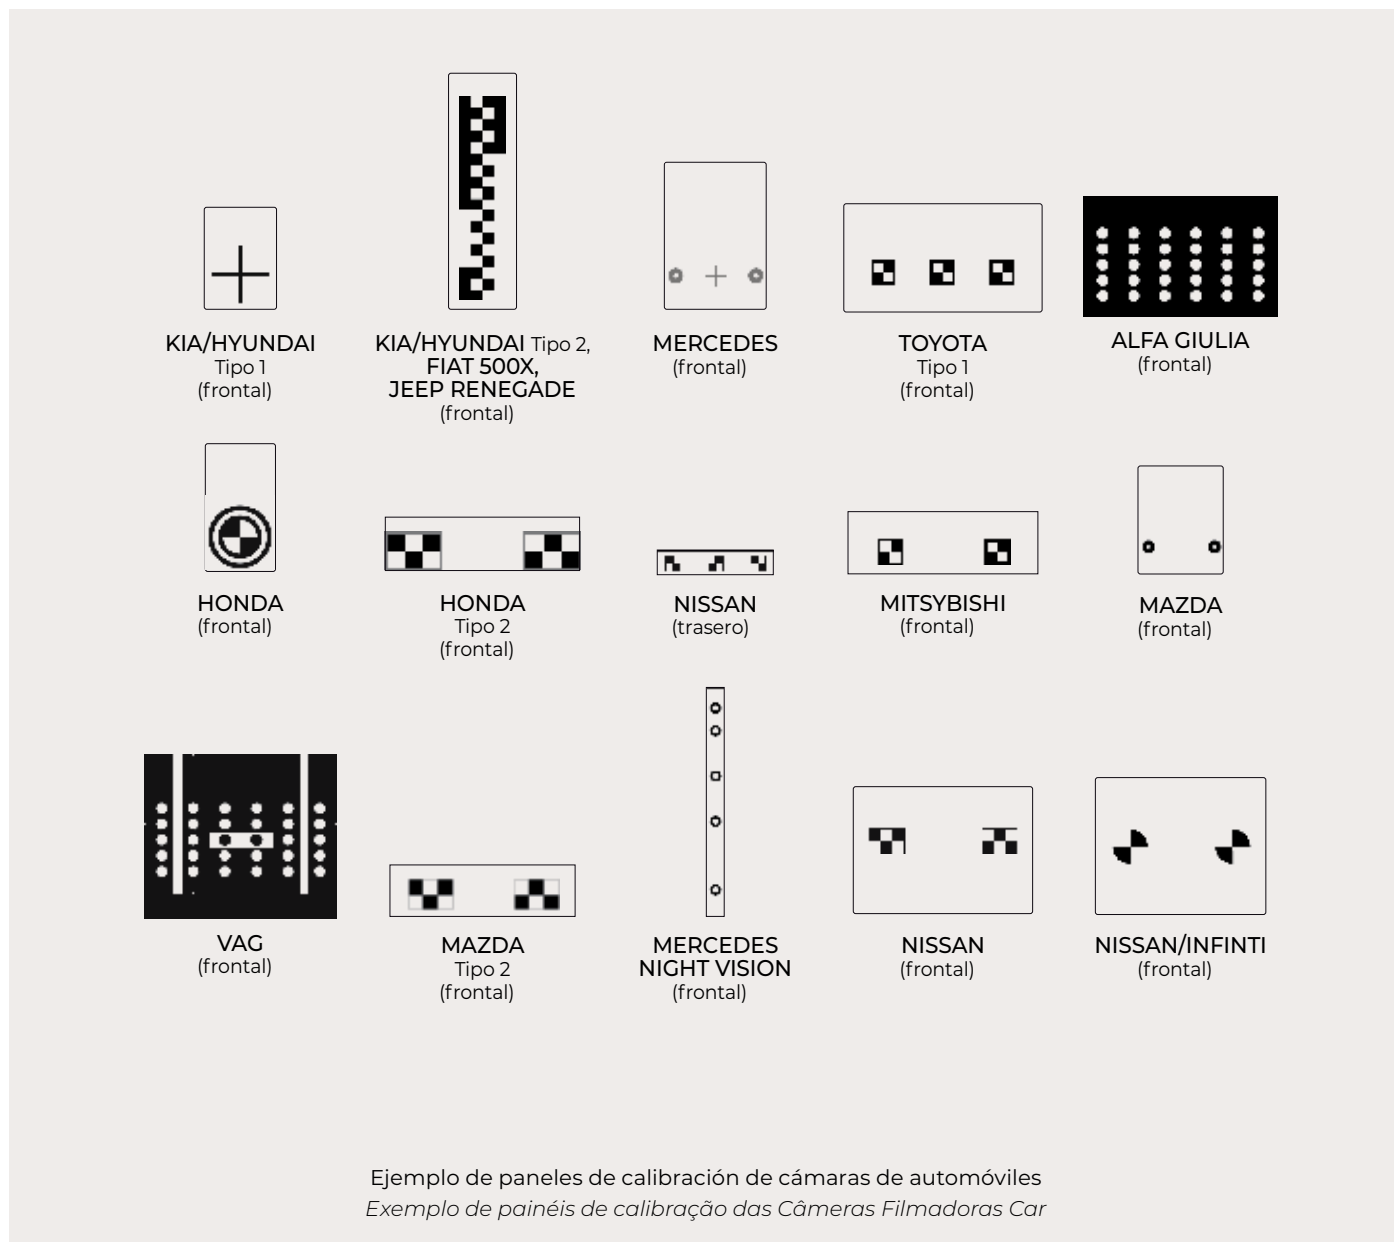 KIA/HYUNDAI
Tipo 1
(frontal)
KIA/HYUNDAI Tipo 2,
FIAT 500X,
JEEP RENEGADE
(frontal)
MERCEDES
(frontal)
TOYOTA
Tipo 1
(frontal)
ALFA GIULIA
(frontal)
HONDA
(frontal)
HONDA
Tipo 2
(frontal)
NISSAN
(trasero)
MITSYBISHI
(frontal)
MAZDA
(frontal)
VAG
(frontal)
MAZDA
Tipo 2
(frontal)
MERCEDES
NIGHT VISION
(frontal)
NISSAN
(frontal)
NISSAN/INFINTI
(frontal)
Ejemplo de paneles de calibración de cámaras de automóviles
Exemplo de painéis de calibração das Câmeras Filmadoras Car